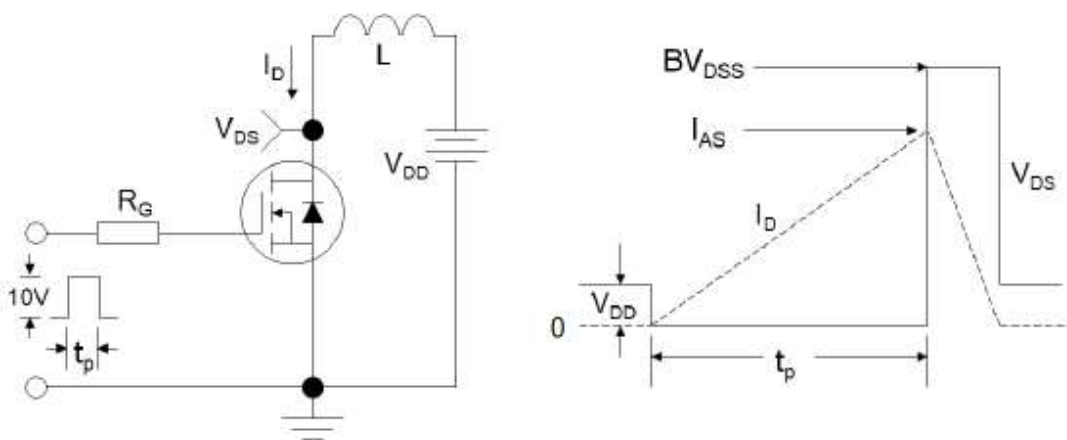 L
I_D
V_DS
V_DD
R_G
10V
t_p
BV_DSS
I_AS
V_DS
I_D
V_DD
0
t_p